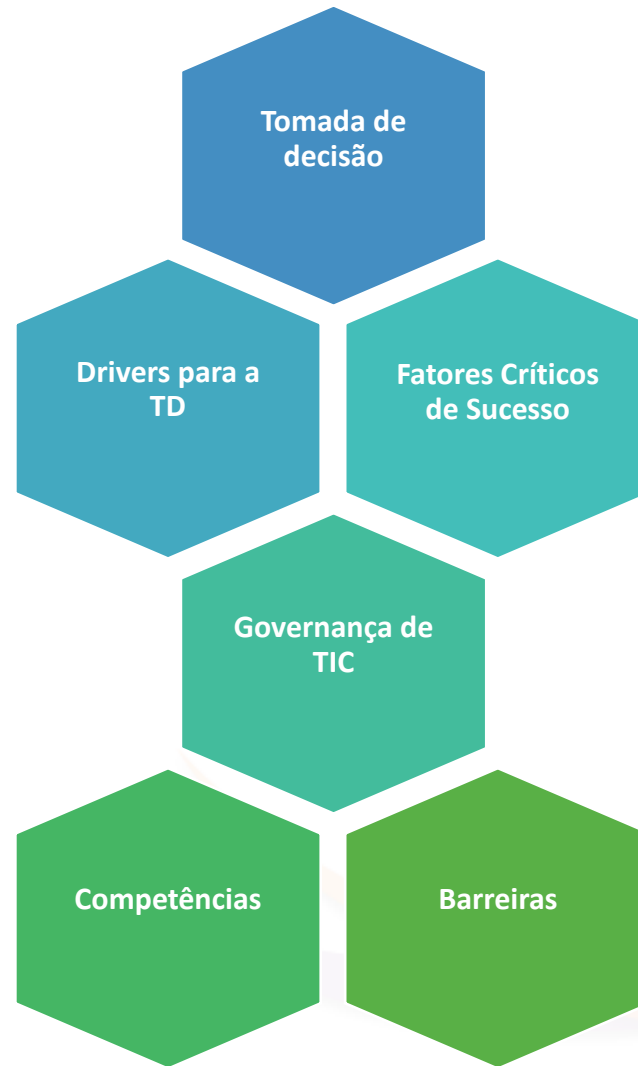 Tomada de
decisão
Drivers para a
TD
Fatores Críticos
de Sucesso
Governança de
TIC
Competências
Barreiras